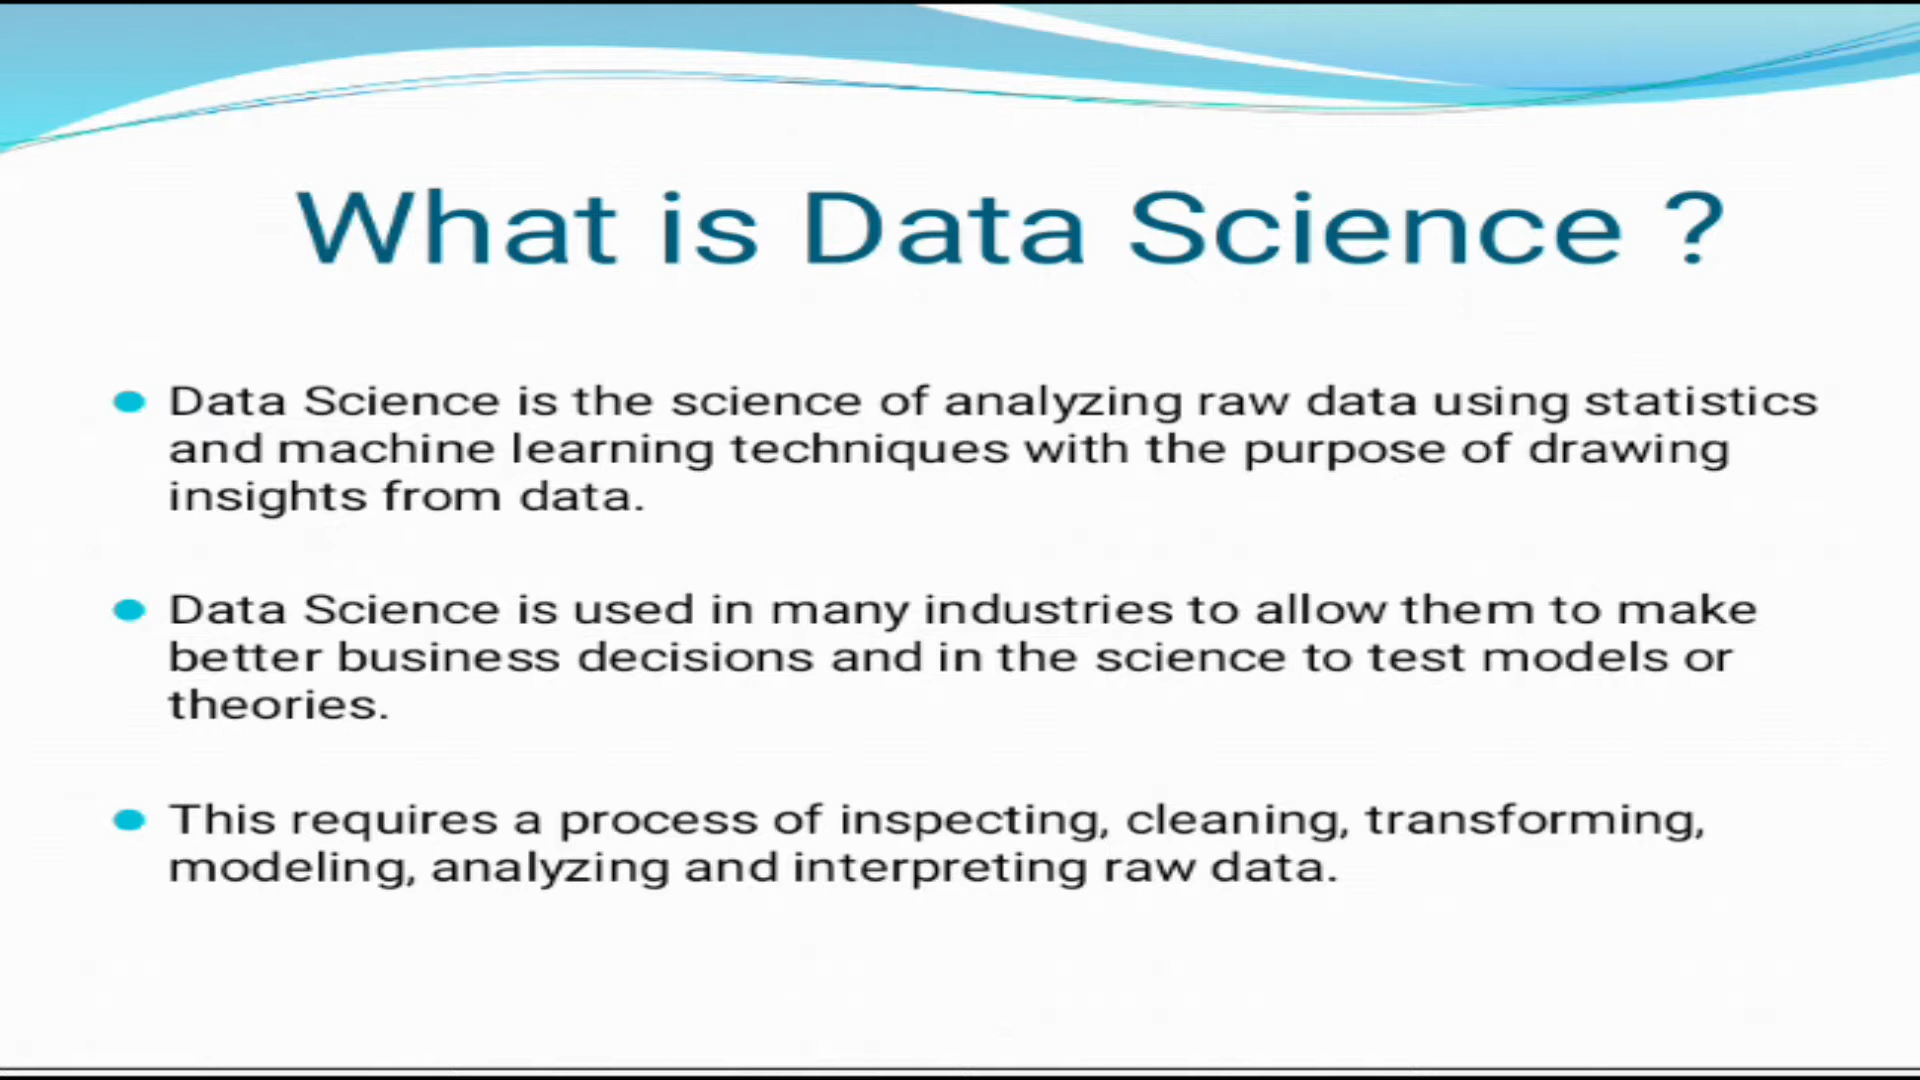 What is Data Science ?
Data Science is the science of analyzing raw data using statistics
and machine learning techniques with the purpose of drawing
insights from data.
Data Science is used in many industries to allow them to make
better business decisions and in the science to test models or
theories.
This requires a process of inspecting, cleaning, transforming,
modeling, analyzing and interpreting raw data.